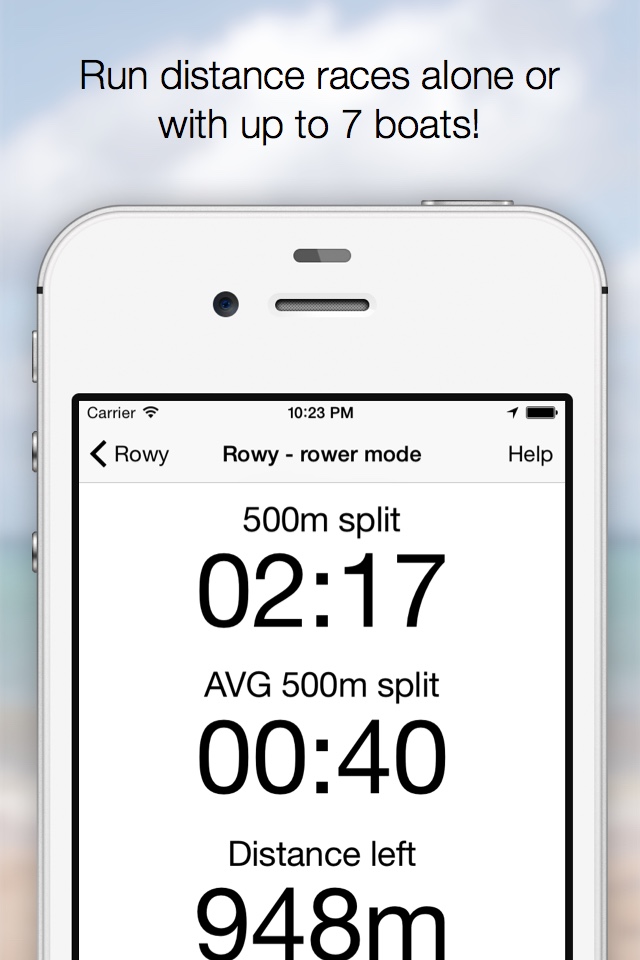 Run distance races alone or
with up to 7 boats!
Carrier 10:23 PM
Rowy Rowy - rower mode Help
500m split
02:17
AVG 500m split
00:40
Distance left
948m